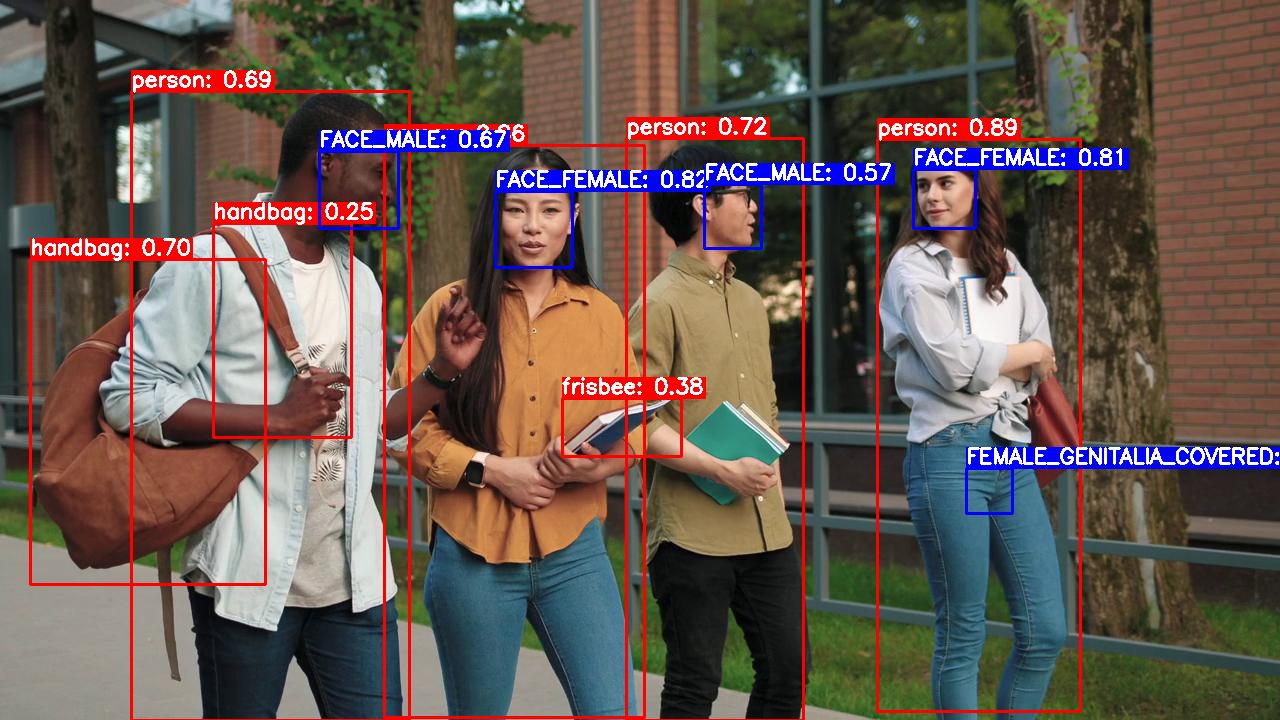 person: 0.69
person: 0.72
person: 0.89
FACE_MALE: 0.67
FACE_FEMALE: 0.81
FACE_FEMALE: 0.82
FACE_MALE: 0.57
handbag: 0.25
handbag: 0.70
frisbee: 0.38
FEMALE_GENITALIA_COVERED: